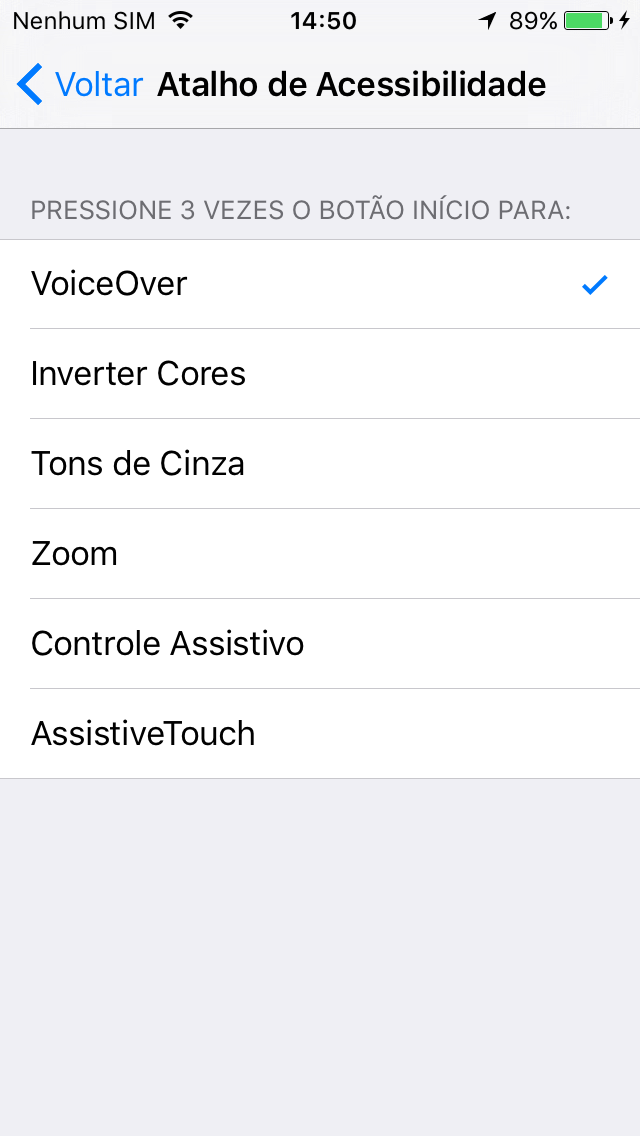 Nenhum SIM 14:50 89%
Voltar Atalho de Acessibilidade
PRESSIONE 3 VEZES O BOTÃO INÍCIO PARA:
VoiceOver
Inverter Cores
Tons de Cinza
Zoom
Controle Assistivo
AssistiveTouch